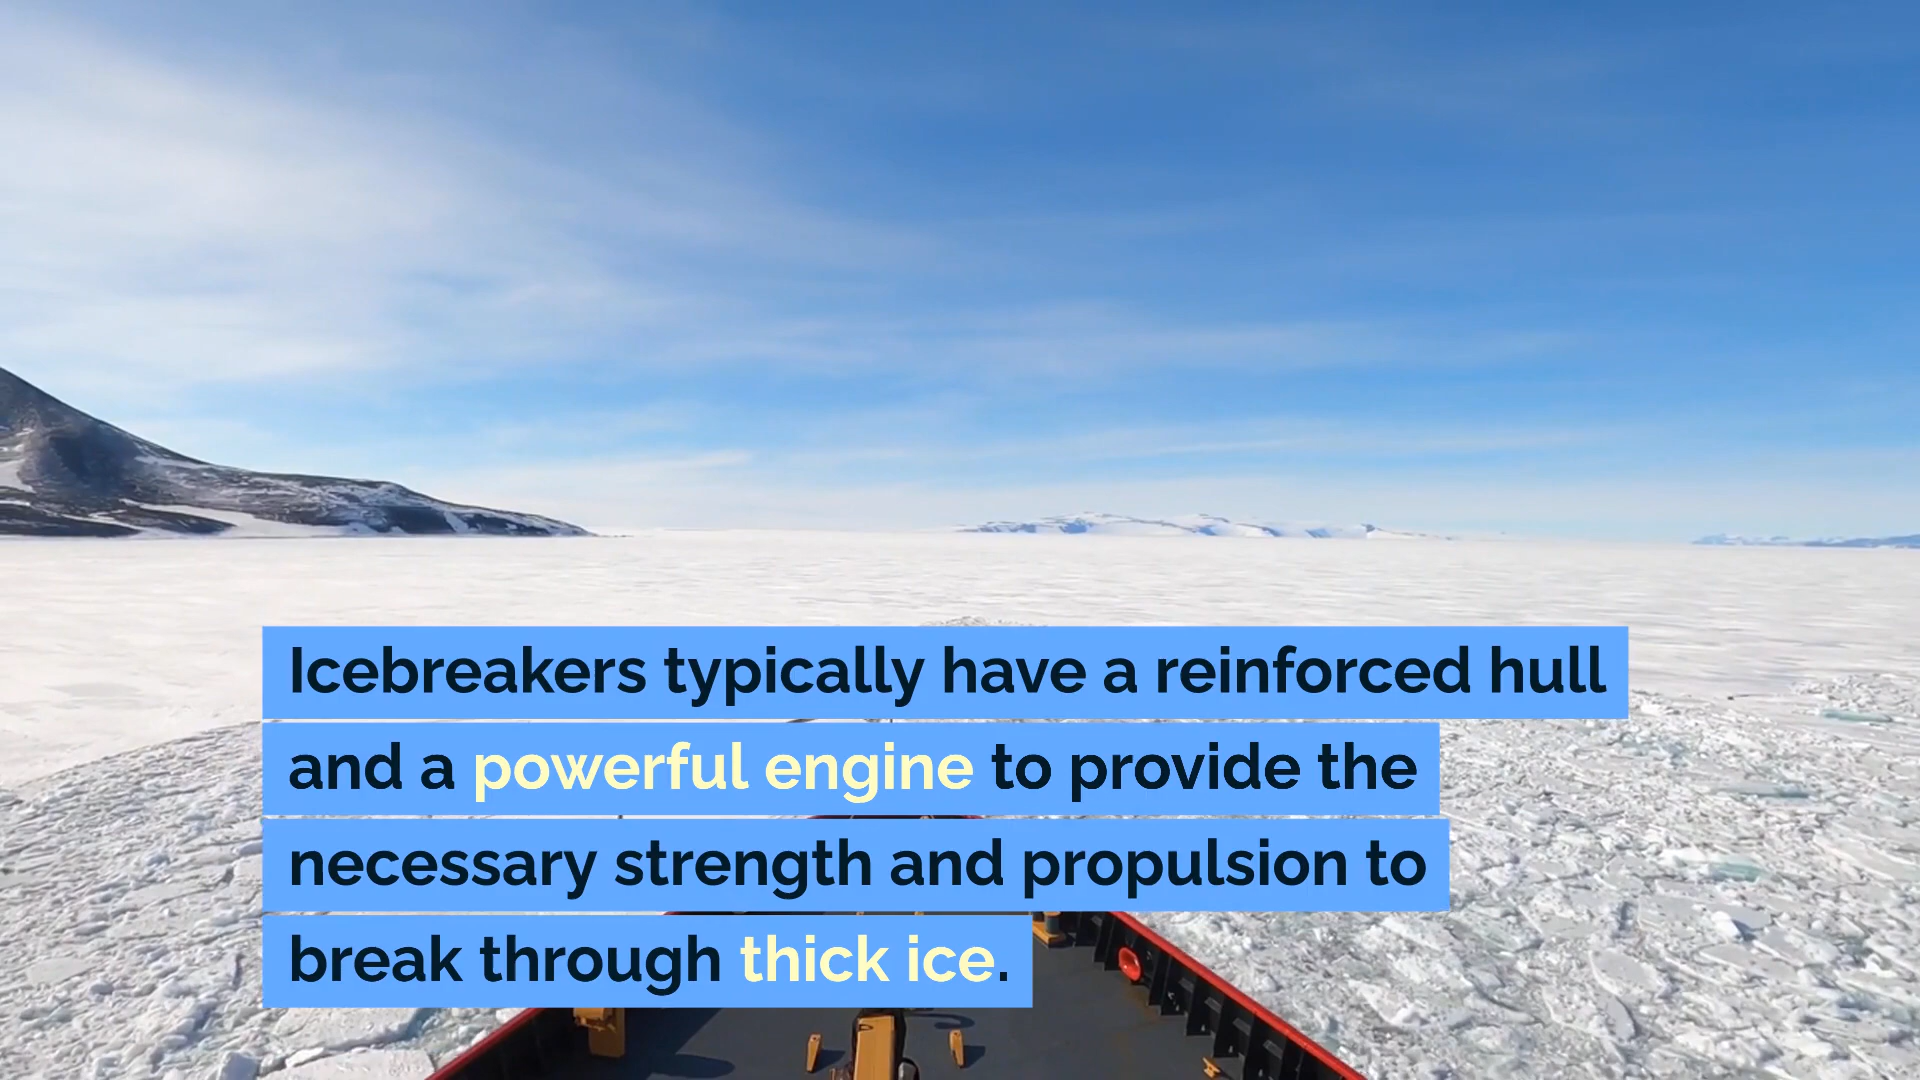 Icebreakers typically have a reinforced hull
and a powerful engine to provide the
necessary strength and propulsion to
break through thick ice.